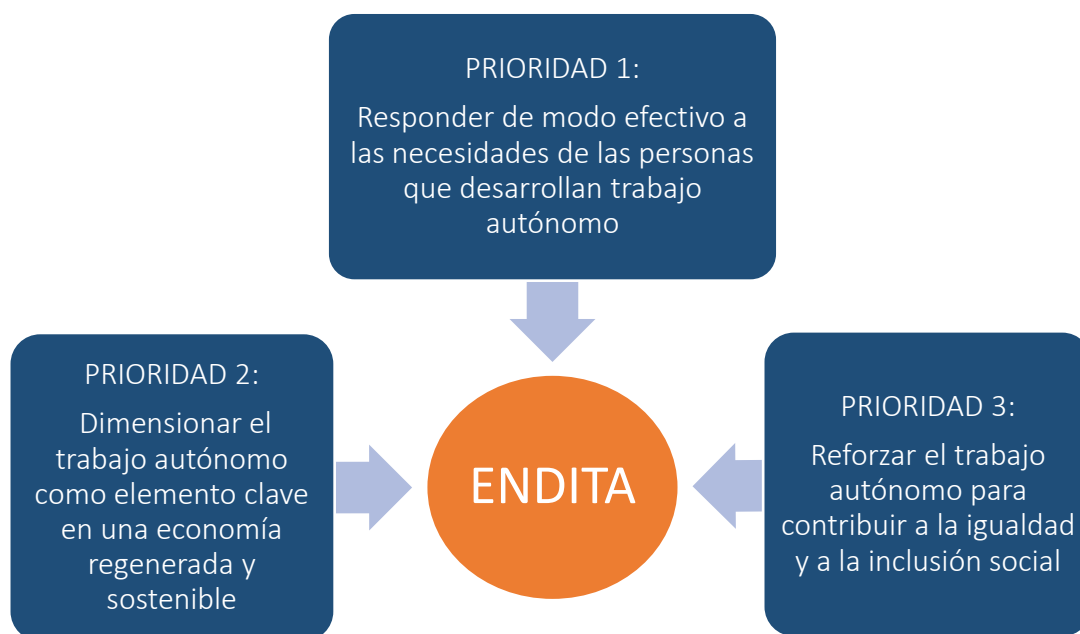 PRIORIDAD 1:
Responder de modo efectivo a
las necesidades de las personas
que desarrollan trabajo
autónomo
PRIORIDAD 2:
Dimensionar el
trabajo autónomo
como elemento clave
en una economía
regenerada y
sostenible
ENDITA
PRIORIDAD 3:
Reforzar el trabajo
autónomo para
contribuir a la igualdad
y a la inclusión social